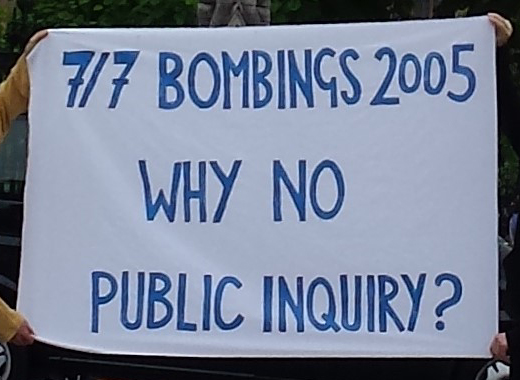 7/7 BOMBINGS 2005
WHY NO
PUBLIC INQUIRY?